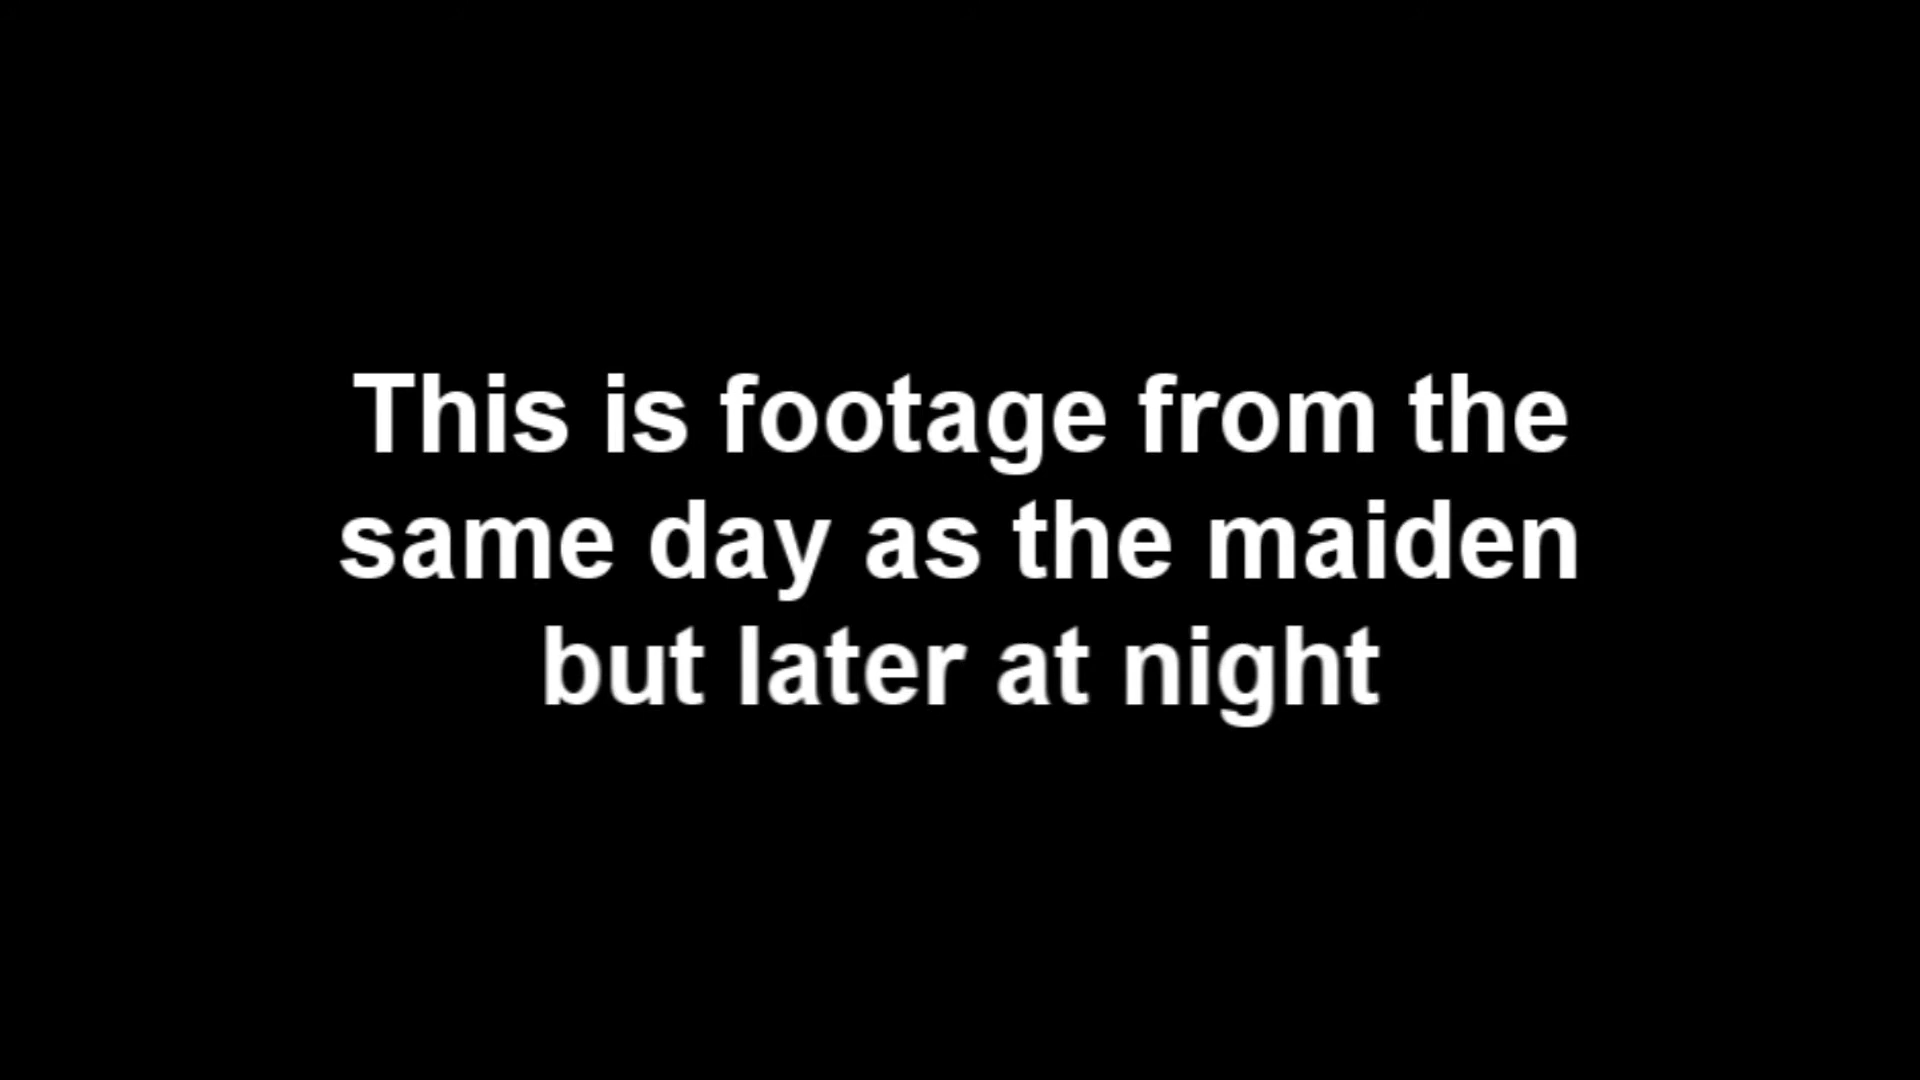 This is footage from the
same day as the maiden
but later at night